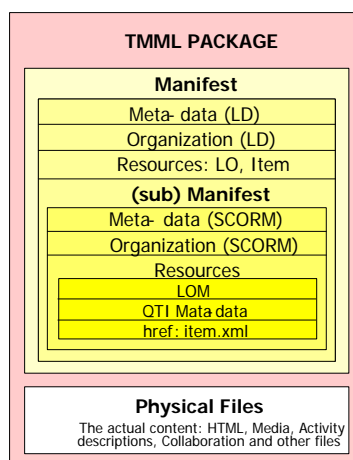 TMML PACKAGE
Manifest
Meta- data (LD)
Organization (LD)
Resources: LO, Item
(sub) Manifest
Meta- data (SCORM)
Organization (SCORM)
Resources
LOM
QTI Mata-data
href: item.xml
Physical Files
The actual content: HTML, Media, Activity
descriptions, Collaboration and other files